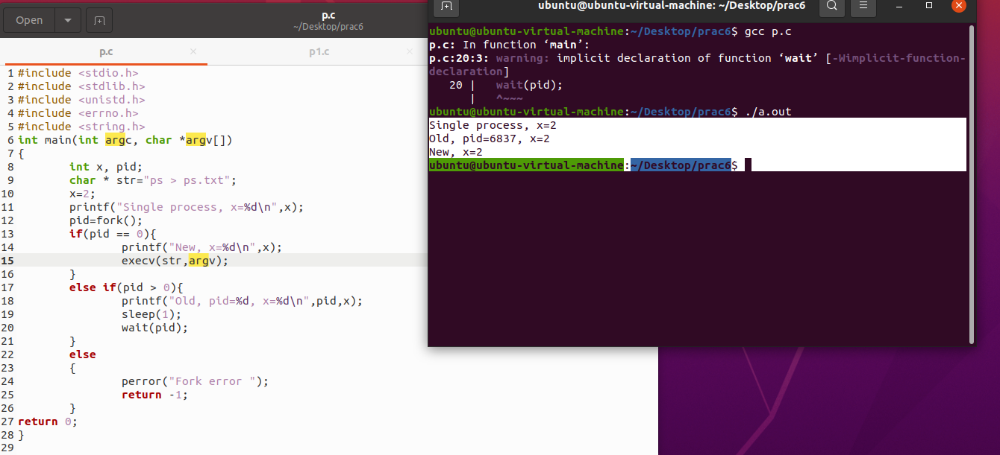 Open
p.c
~/Desktop/prac6
p.c ×
p1.c ×
1 #include <stdio.h>
2 #include <stdlib.h>
3 #include <unistd.h>
4 #include <errno.h>
5 #include <string.h>
6 int main(int argc, char *argv[])
7 {
8 int x, pid;
9 char * str="ps > ps.txt";
10 x=2;
11 printf("Single process, x=%d\n",x);
12 pid=fork();
13 if(pid == 0){
14 printf("New, x=%d\n",x);
15 execv(str,argv);
16 }
17 else if(pid > 0){
18 printf("Old, pid=%d, x=%d\n",pid,x);
19 sleep(1);
20 wait(pid);
21 }
22 else
23 {
24 perror("Fork error ");
25 return -1;
26 }
27 return 0;
28 }
29
ubuntu@ubuntu-virtual-machine: ~/Desktop/prac6
ubuntu@ubuntu-virtual-machine:~/Desktop/prac6$ gcc p.c
p.c: In function ‘main’:
p.c:20:3: warning: implicit declaration of function ‘wait’ [-Wimplicit-function-
declaration]
20 | wait(pid);
| ^~~~
ubuntu@ubuntu-virtual-machine:~/Desktop/prac6$ ./a.out
Single process, x=2
Old, pid=6837, x=2
New, x=2
ubuntu@ubuntu-virtual-machine:~/Desktop/prac6$